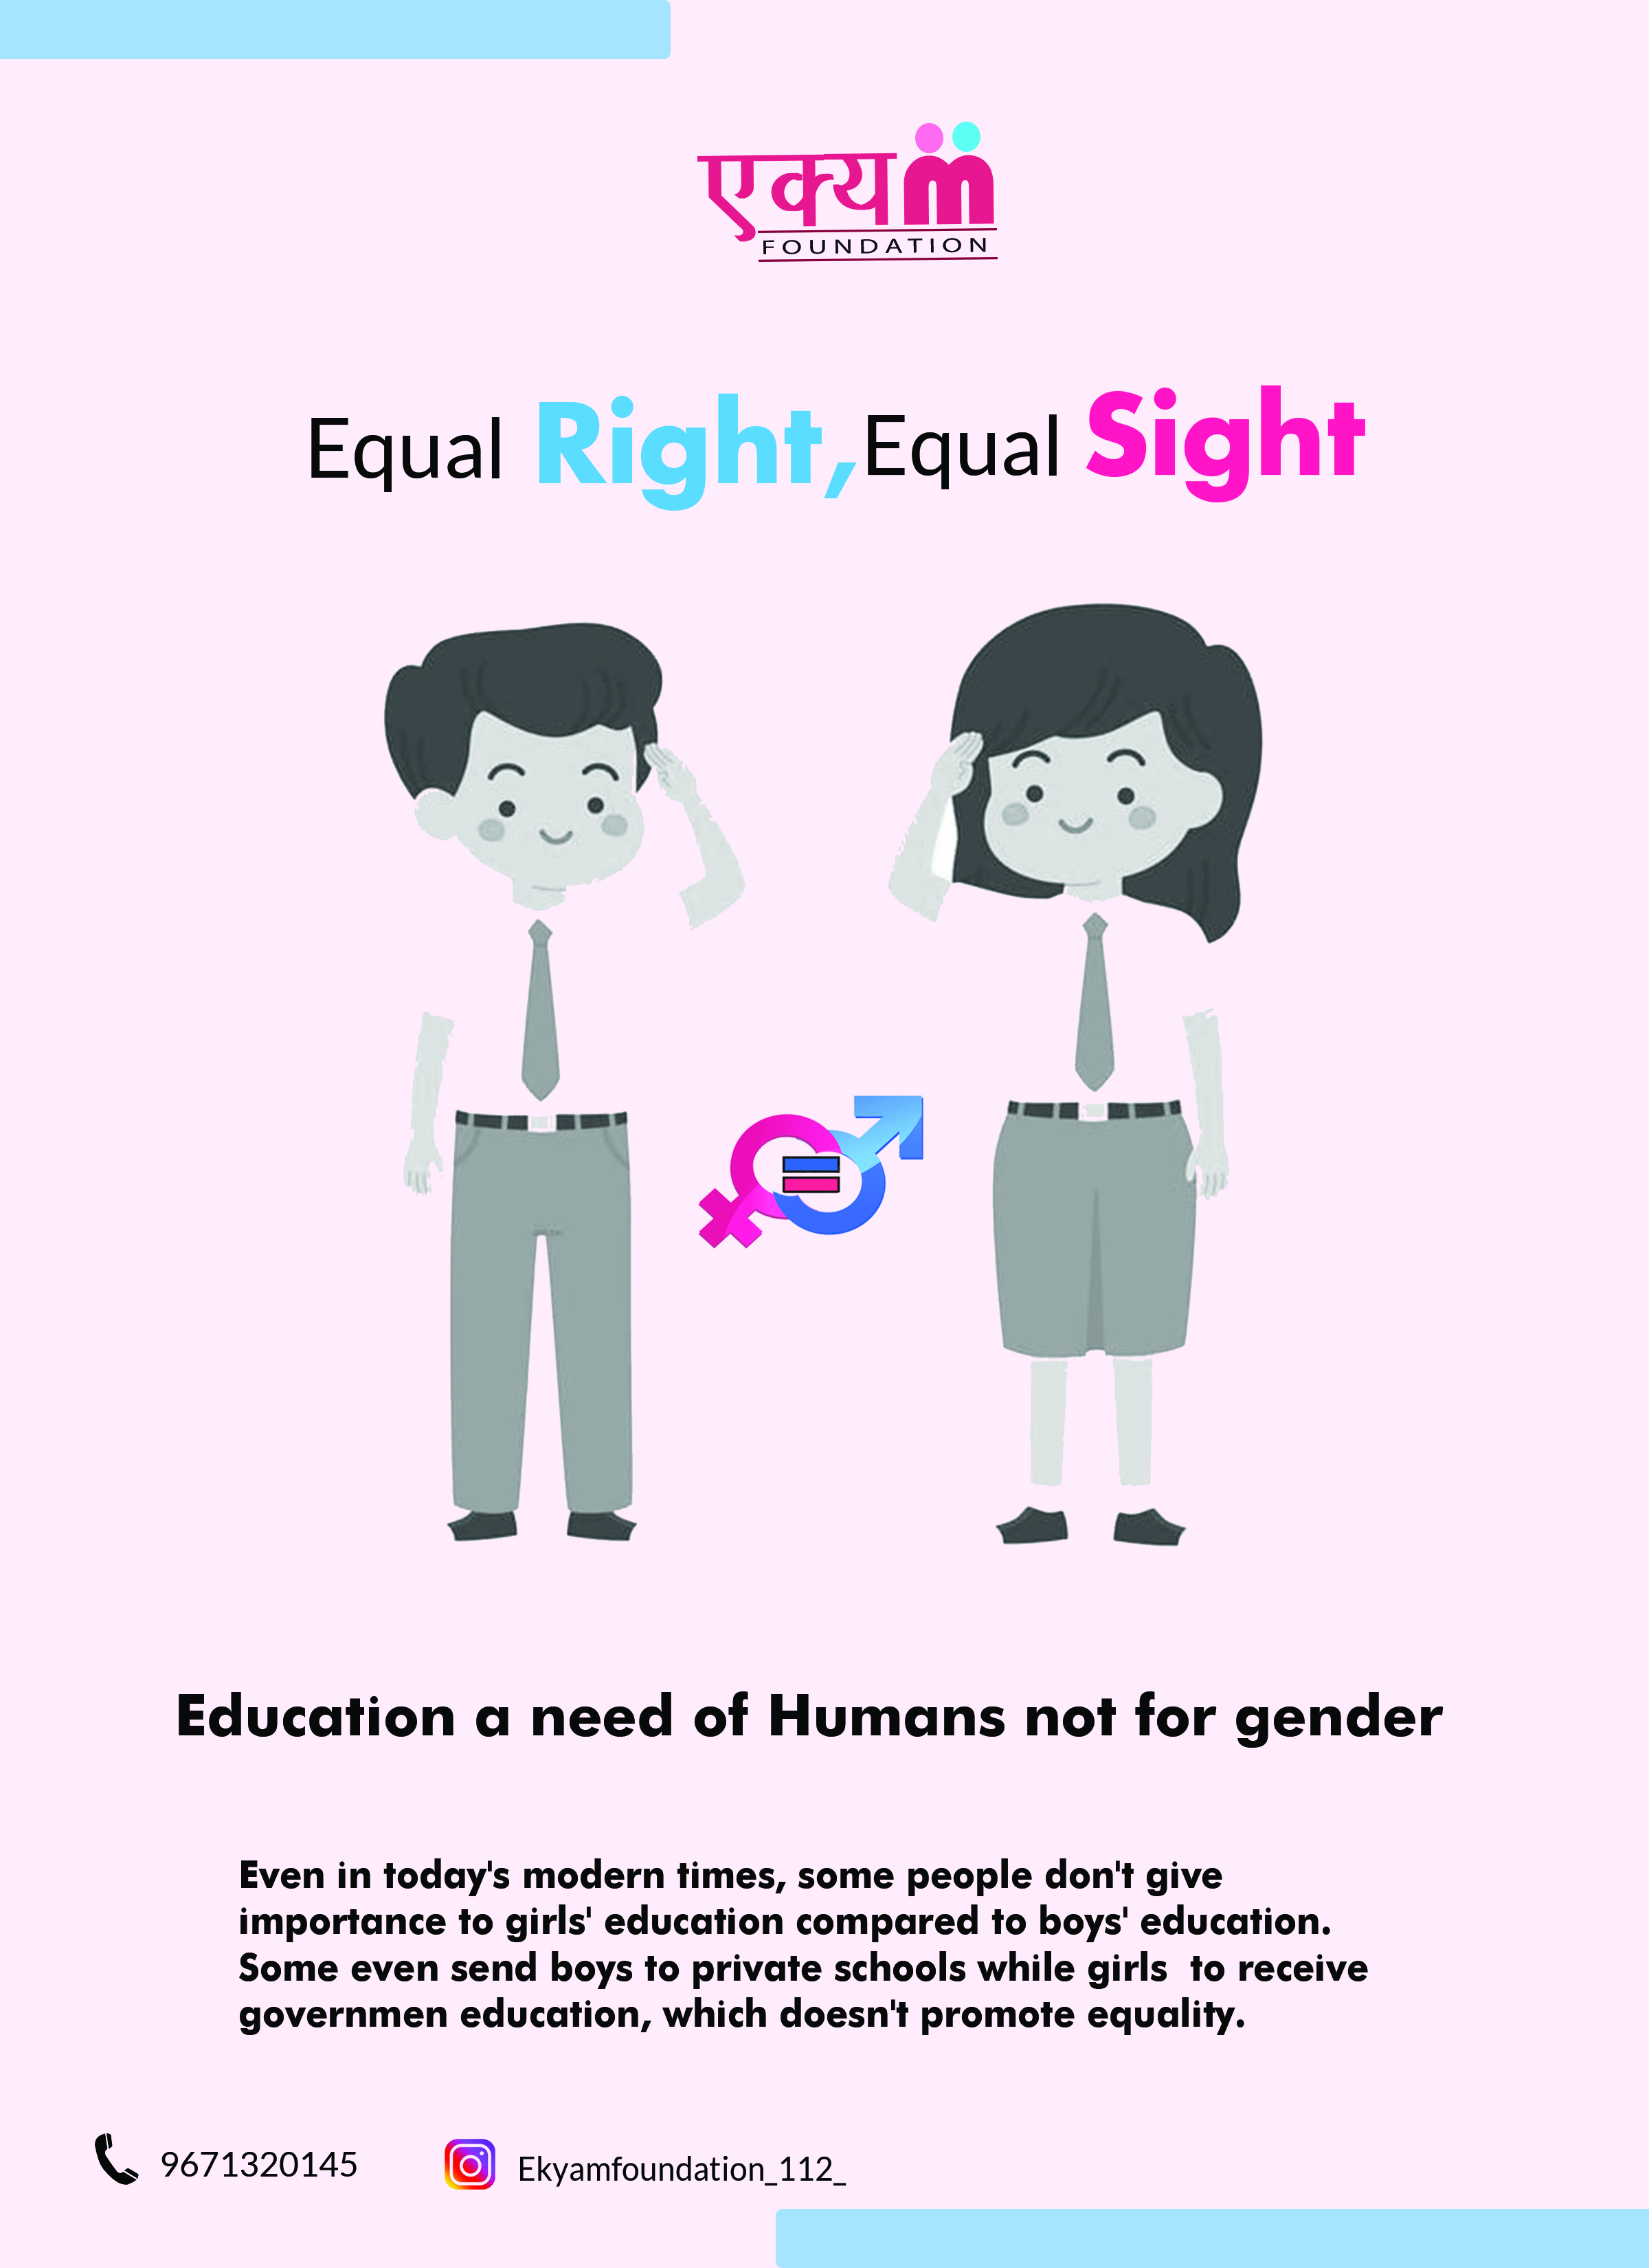 एक्यm
FOUNDATION
Equal Right, Equal Sight
Education a need of Humans not for gender
Even in today's modern times, some people don't give
importance to girls' education compared to boys' education.
Some even send boys to private schools while girls  to receive
governmen education, which doesn't promote equality.
9671320145
Ekyamfoundation_112_